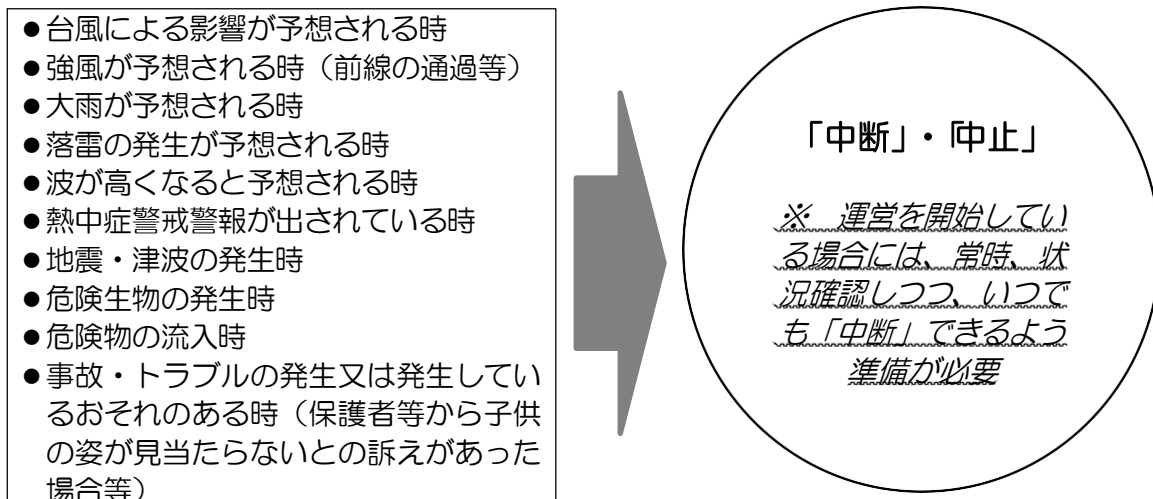 ●台風による影響が予想される時
●強風が予想される時（前線の通過等）
●大雨が予想される時
●落雷の発生が予想される時
●波が高くなると予想される時
●熱中症警戒警報が出されている時
●地震・津波の発生時
●危険生物の発生時
●危険物の流入時
●事故・トラブルの発生又は発生してい
るおそれのある時（保護者等から子供
の姿が見当たらないとの訴えがあった
場合等）
「中断」・「中止」
※　運営を開始してい
る場合には、常時、状
況確認しつつ、いつで
も「中断」できるよう
準備が必要